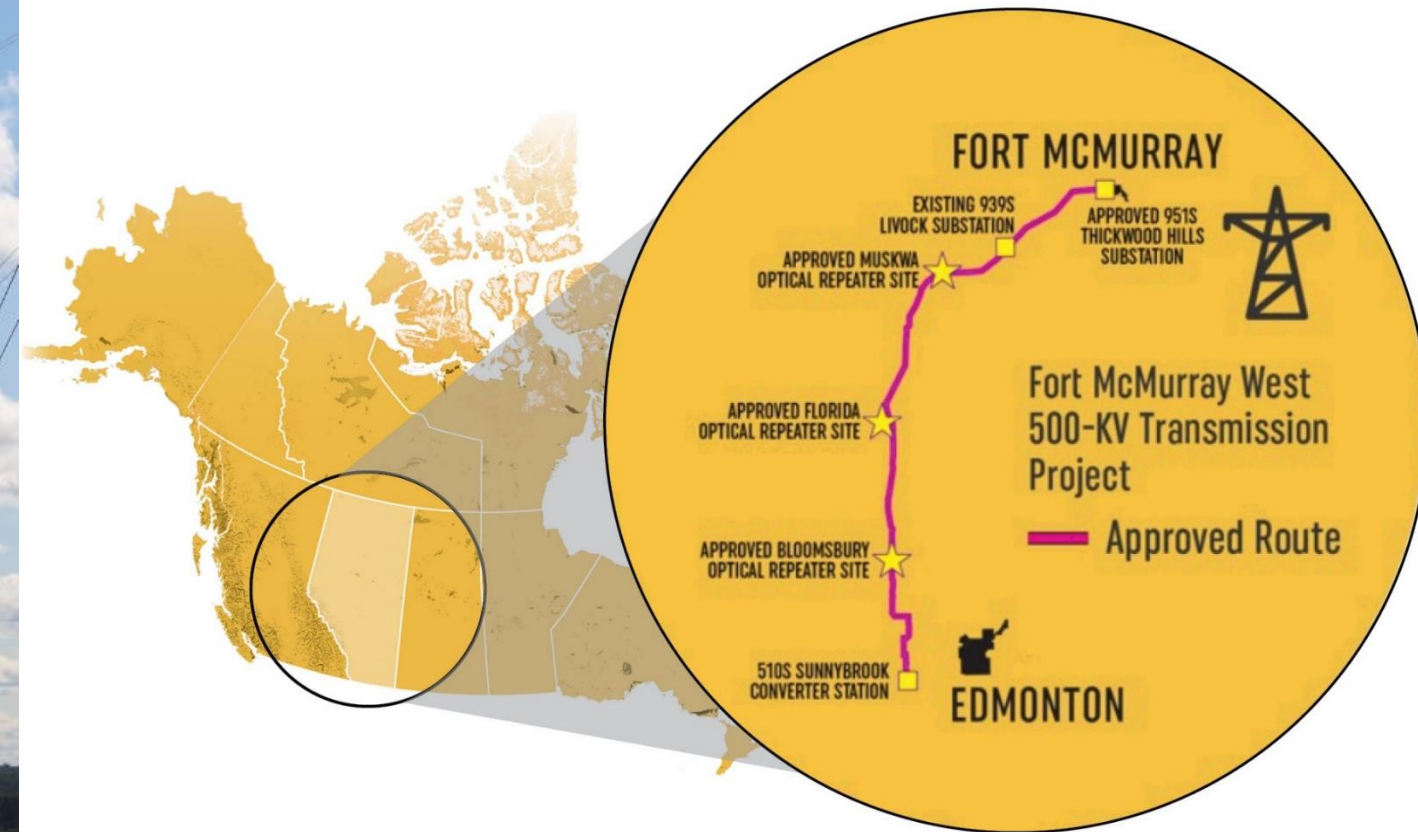 FORT MCMURRAY
EXISTING 939S
LIVOCK SUBSTATION
APPROVED 951S
THICKWOOD HILLS
SUBSTATION
APPROVED MUSKWA
OPTICAL REPEATER SITE
Fort McMurray West
500-KV Transmission
Project
Approved Route
APPROVED FLORIDA
OPTICAL REPEATER SITE
APPROVED BLOOMSBURY
OPTICAL REPEATER SITE
510S SUNNYBROOK
CONVERTER STATION
EDMONTON